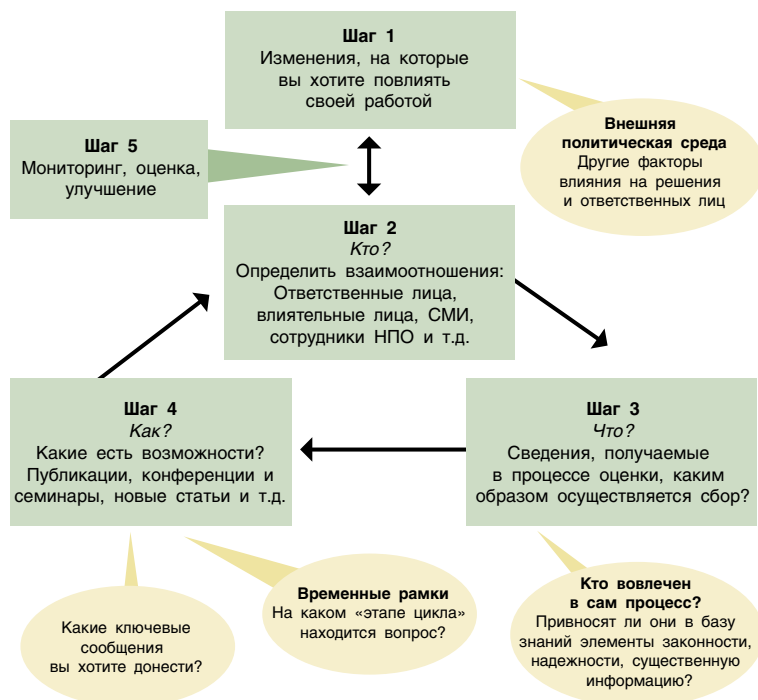 Шаг 1
Изменения, на которые
вы хотите повлиять
своей работой
Внешняя
политическая среда
Другие факторы
влияния на решения
и ответственных лиц
Шаг 5
Мониторинг, оценка,
улучшение
Шаг 2
Кто?
Определить взаимоотношения:
Ответственные лица,
влиятельные лица, СМИ,
сотрудники НПО и т.д.
Шаг 4
Как?
Какие есть возможности?
Публикации, конференции и
семинары, новые статьи и т.д.
Шаг 3
Что?
Сведения, получаемые
в процессе оценки, каким
образом осуществляется сбор?
Какие ключевые
сообщения
вы хотите донести?
Временные рамки
На каком «этапе цикла»
находится вопрос?
Кто вовлечен
в сам процесс?
Привносят ли они в базу
знаний элементы законности,
надежности, существенную
информацию?